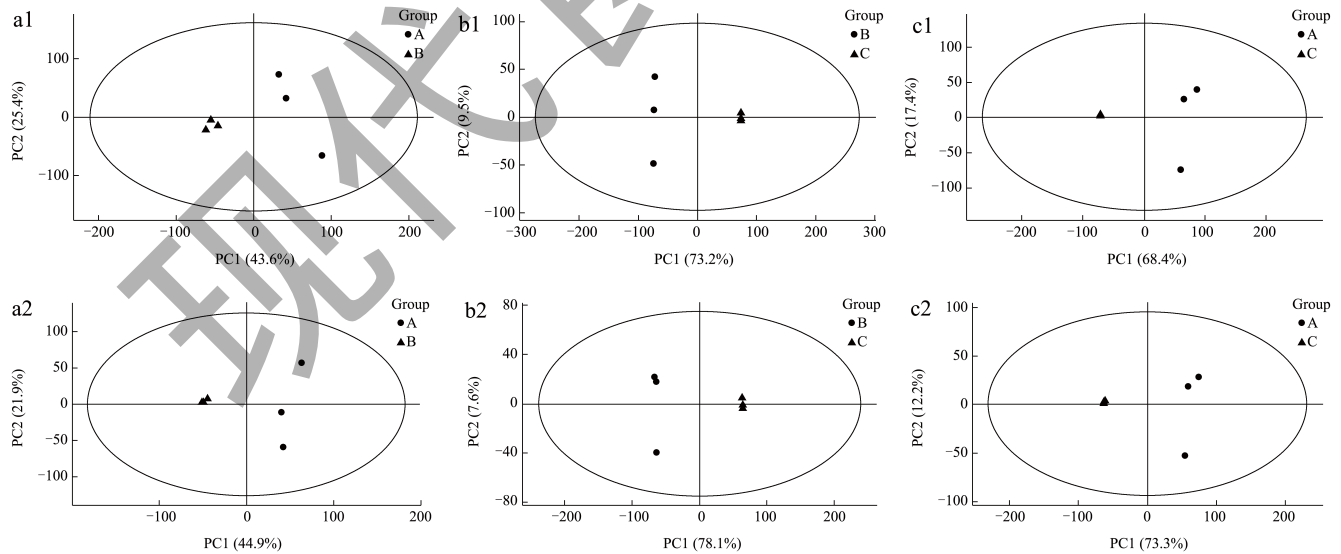 a1
Group
A
B
100
0
−100
−200
−100
0
100
200
PC2 (25.4%)
PC1 (43.6%)
b1
Group
B
C
100
50
0
−50
−100
−300
−200
−100
0
100
200
300
PC2 (9.5%)
PC1 (73.2%)
c1
Group
A
C
100
50
0
−50
−100
−200
−100
0
100
200
PC2 (17.4%)
PC1 (68.4%)
a2
Group
A
B
100
50
0
−50
−100
−100
0
100
200
PC2 (21.9%)
PC1 (44.9%)
b2
Group
B
C
80
40
0
−40
−80
−200
−100
0
100
200
PC2 (7.6%)
PC1 (78.1%)
c2
Group
A
C
100
50
0
−50
−100
−200
−100
0
100
200
PC2 (12.2%)
PC1 (73.3%)
现代